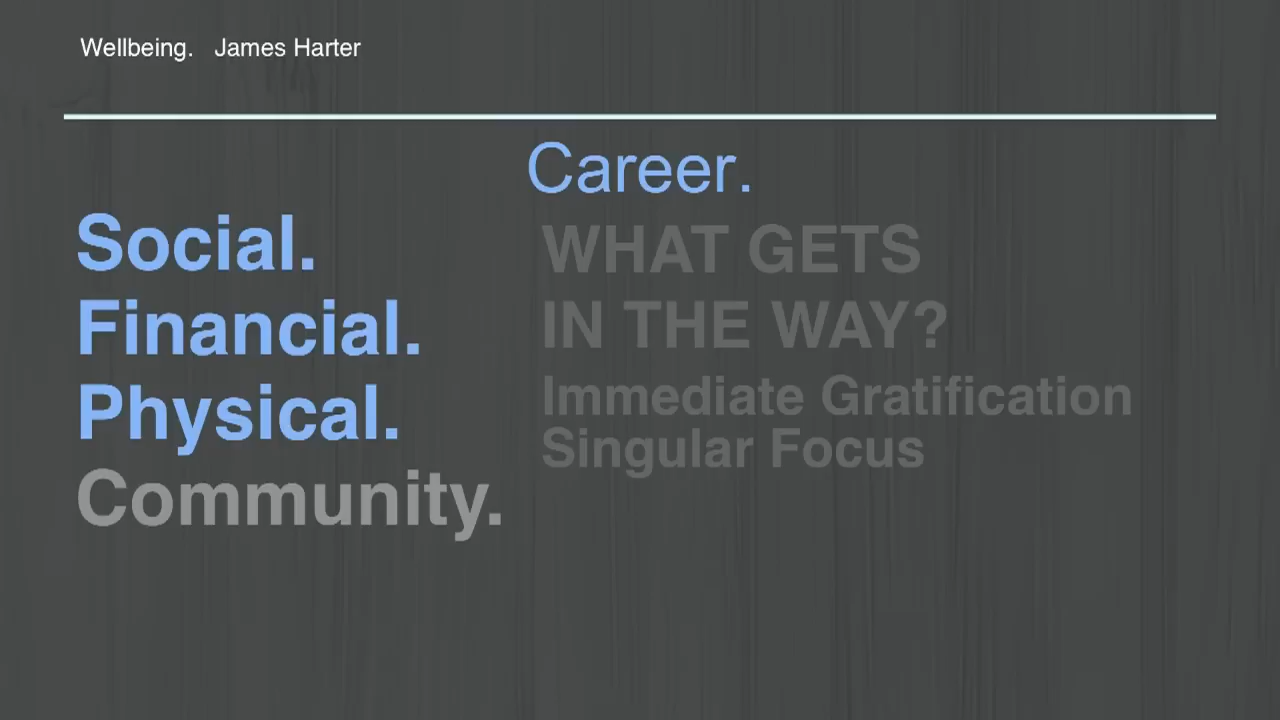 Wellbeing. James Harter
Career.
Social.
Financial.
Physical.
Community.
WHAT GETS
IN THE WAY?
Immediate Gratification
Singular Focus